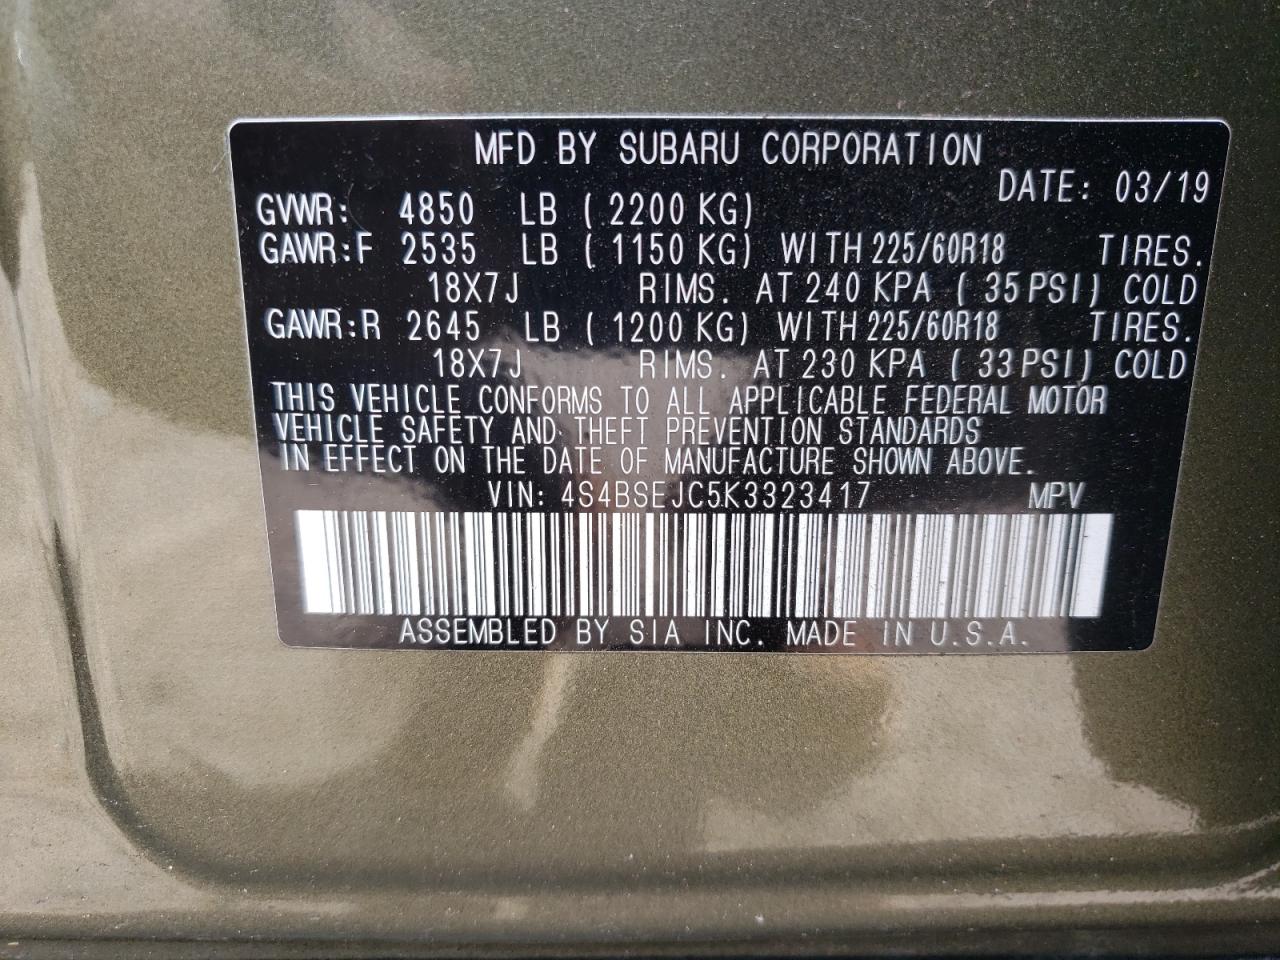 MFD BY SUBARU CORPORATION
DATE: 03/19
GVWR: 4850 LB ( 2200 KG)
GAWR:F 2535 LB ( 1150 KG) WITH 225/60R18 TIRES.
18X7J RIMS. AT 240 KPA ( 35 PSI) COLD
GAWR:R 2645 LB ( 1200 KG) WITH 225/60R18 TIRES.
18X7J RIMS. AT 230 KPA ( 33 PSI) COLD
THIS VEHICLE CONFORMS TO ALL APPLICABLE FEDERAL MOTOR
VEHICLE SAFETY AND THEFT PREVENTION STANDARDS
IN EFFECT ON THE DATE OF MANUFACTURE SHOWN ABOVE.
VIN: 4S4BSEJC5K3323417 MPV
ASSEMBLED BY SIA INC. MADE IN U.S.A.